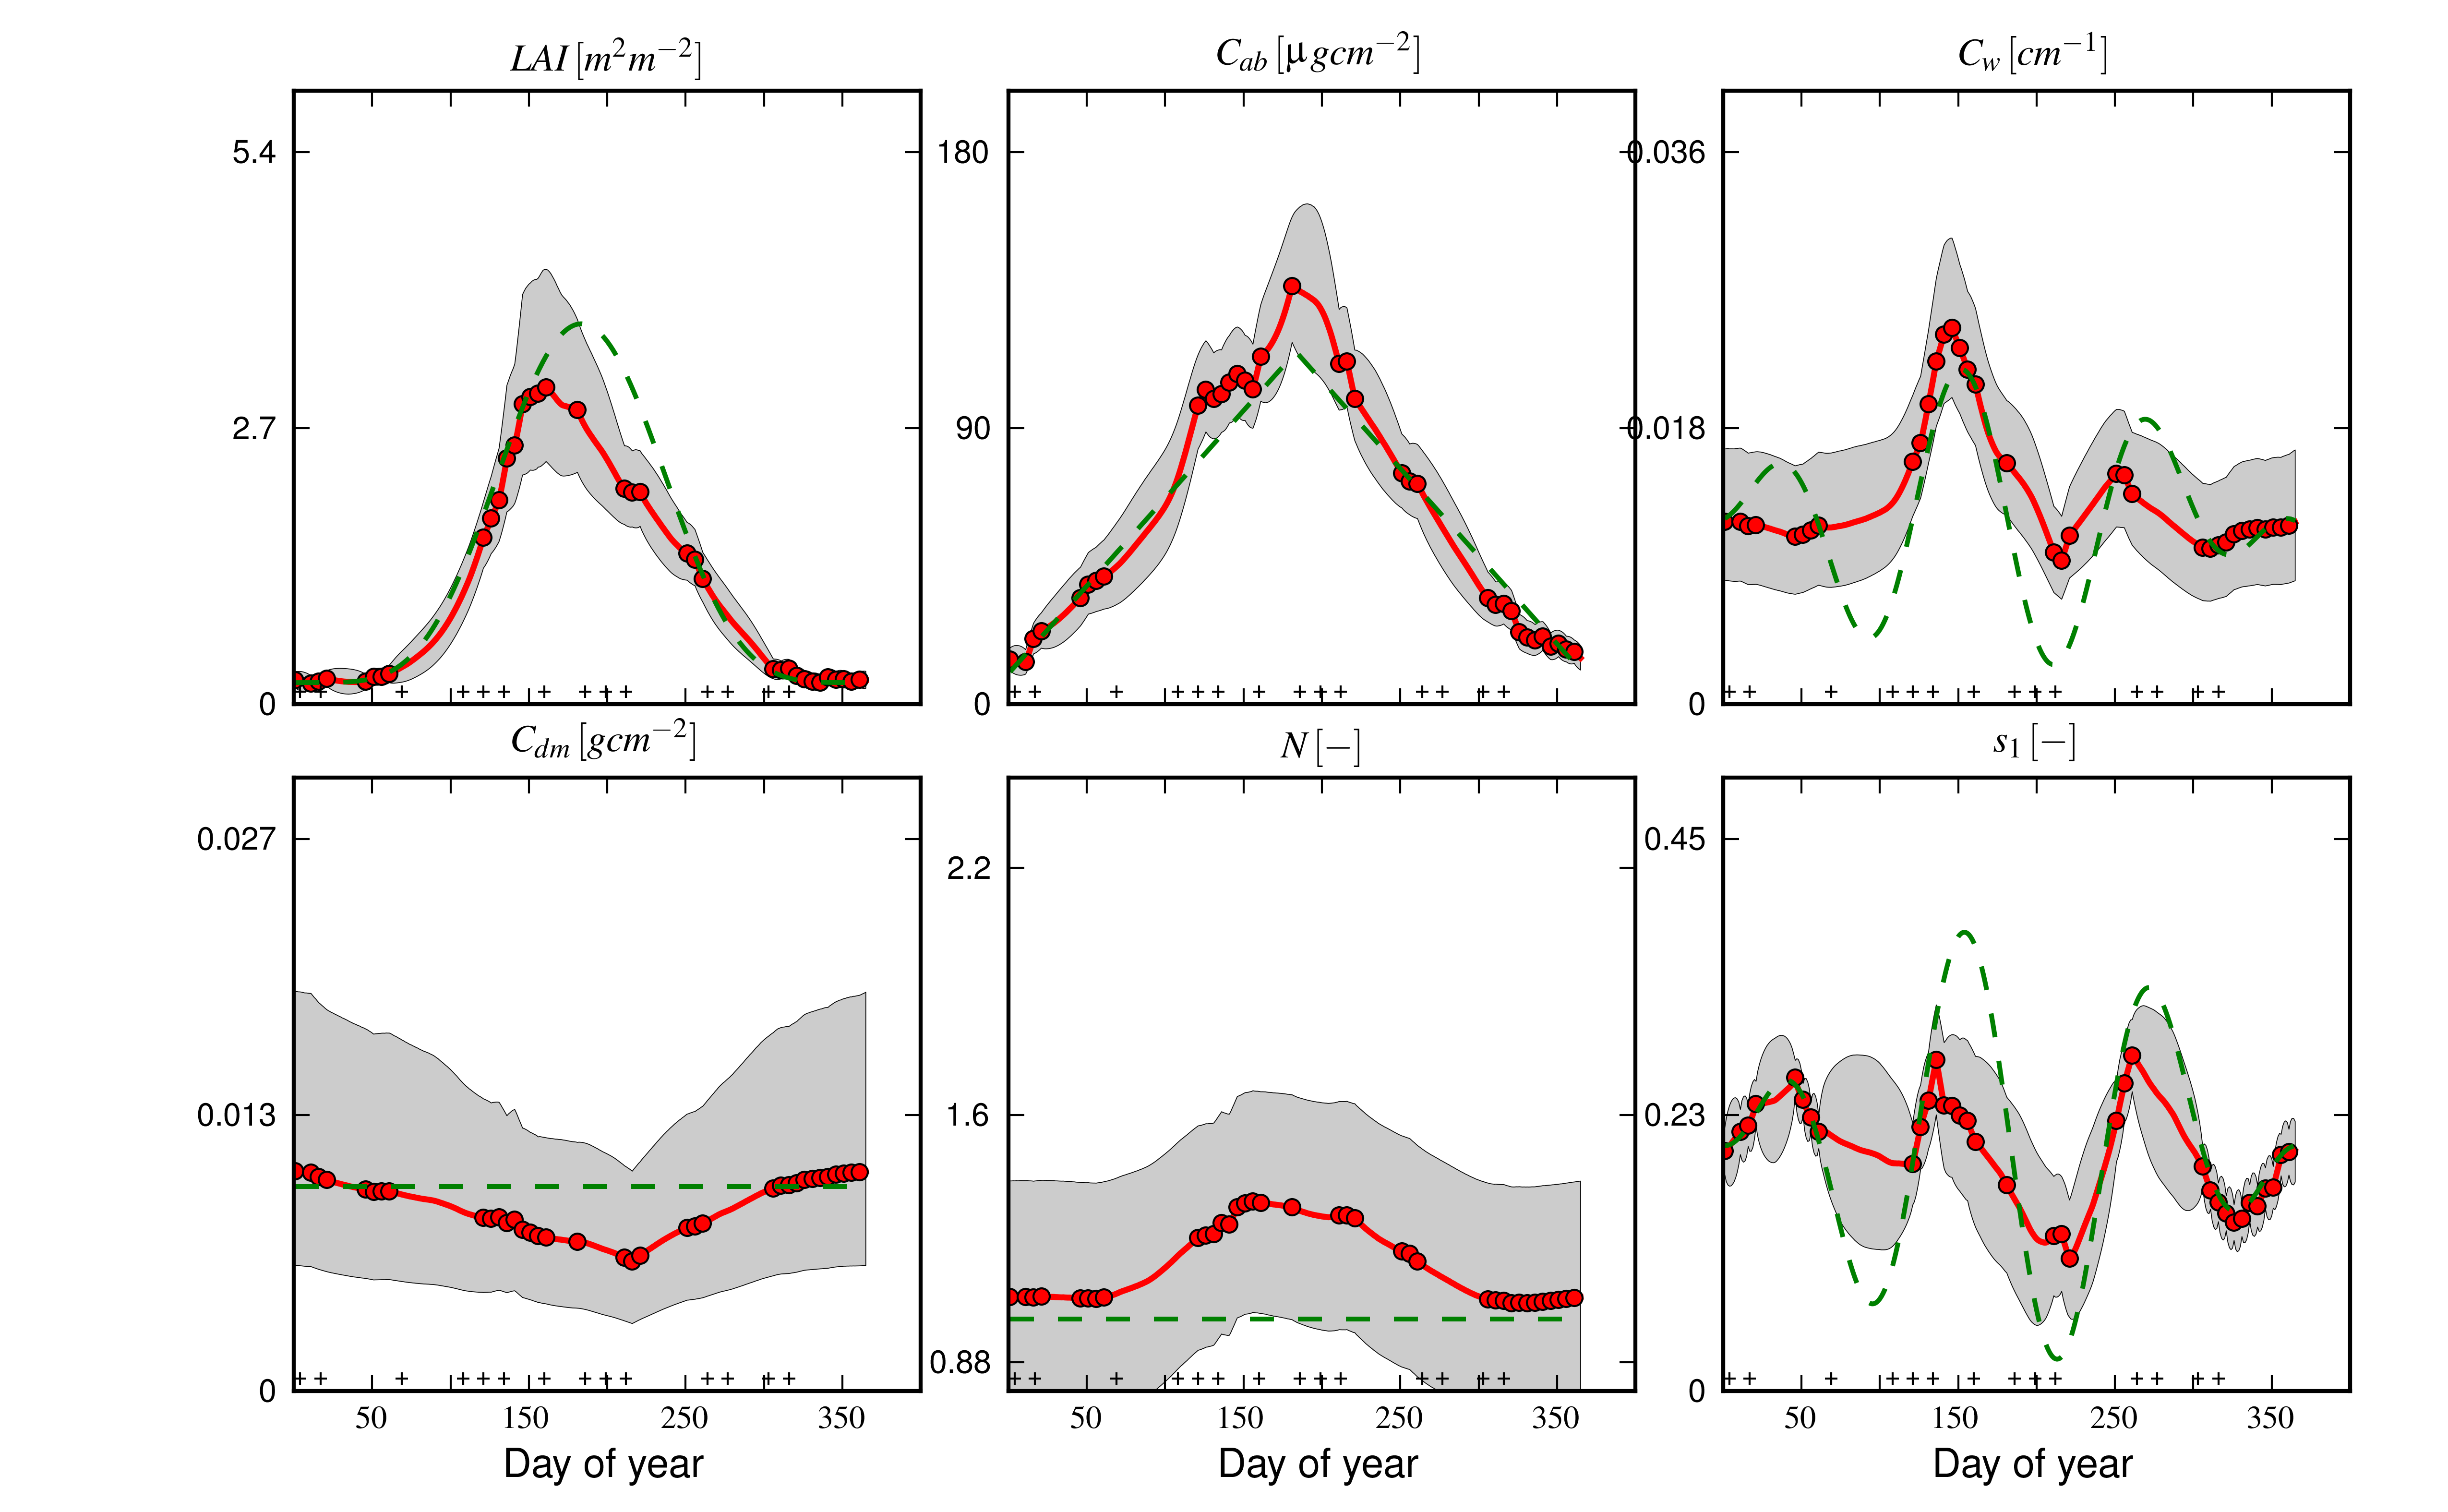 LAI [m² m⁻²]
C_ab [μ gcm⁻²]
C_w [cm⁻¹]
5.4
2.7
0
180
90
0
0.036
0.018
0
C_dm [gcm⁻²]
N [−]
s₁ [−]
0.027
0.013
0
2.2
1.6
0.88
0.45
0.23
0
50 150 250 350
50 150 250 350
50 150 250 350
Day of year
Day of year
Day of year